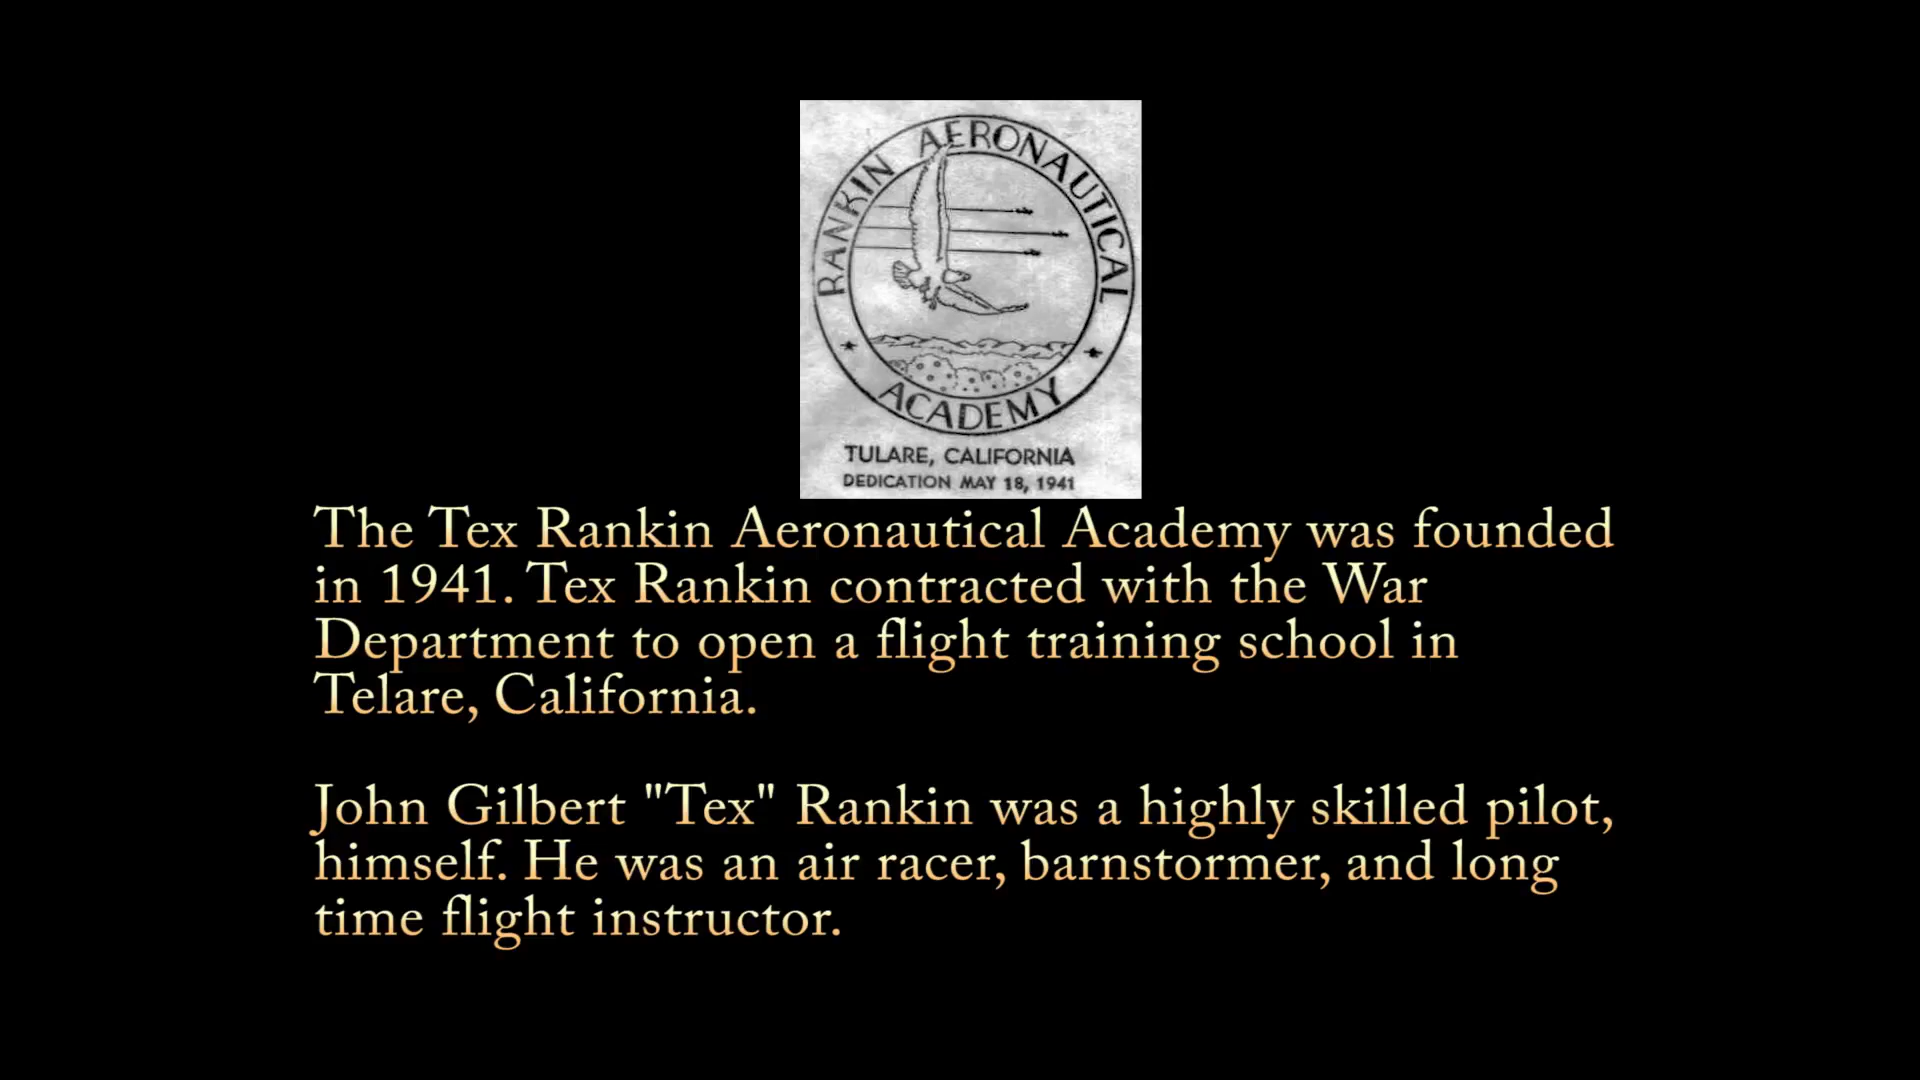 RANKIN AERONAUTICAL
ACADEMY
TULARE, CALIFORNIA
DEDICATION MAY 18, 1941
The Tex Rankin Aeronautical Academy was founded
in 1941. Tex Rankin contracted with the War
Department to open a flight training school in
Telare, California.
John Gilbert "Tex" Rankin was a highly skilled pilot,
himself. He was an air racer, barnstormer, and long
time flight instructor.